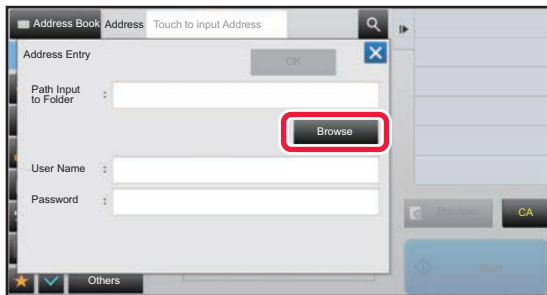 Address Book Address Touch to input Address
Address Entry OK
Path Input
to Folder :
Browse
User Name :
Password :
Preview CA
Start
Others